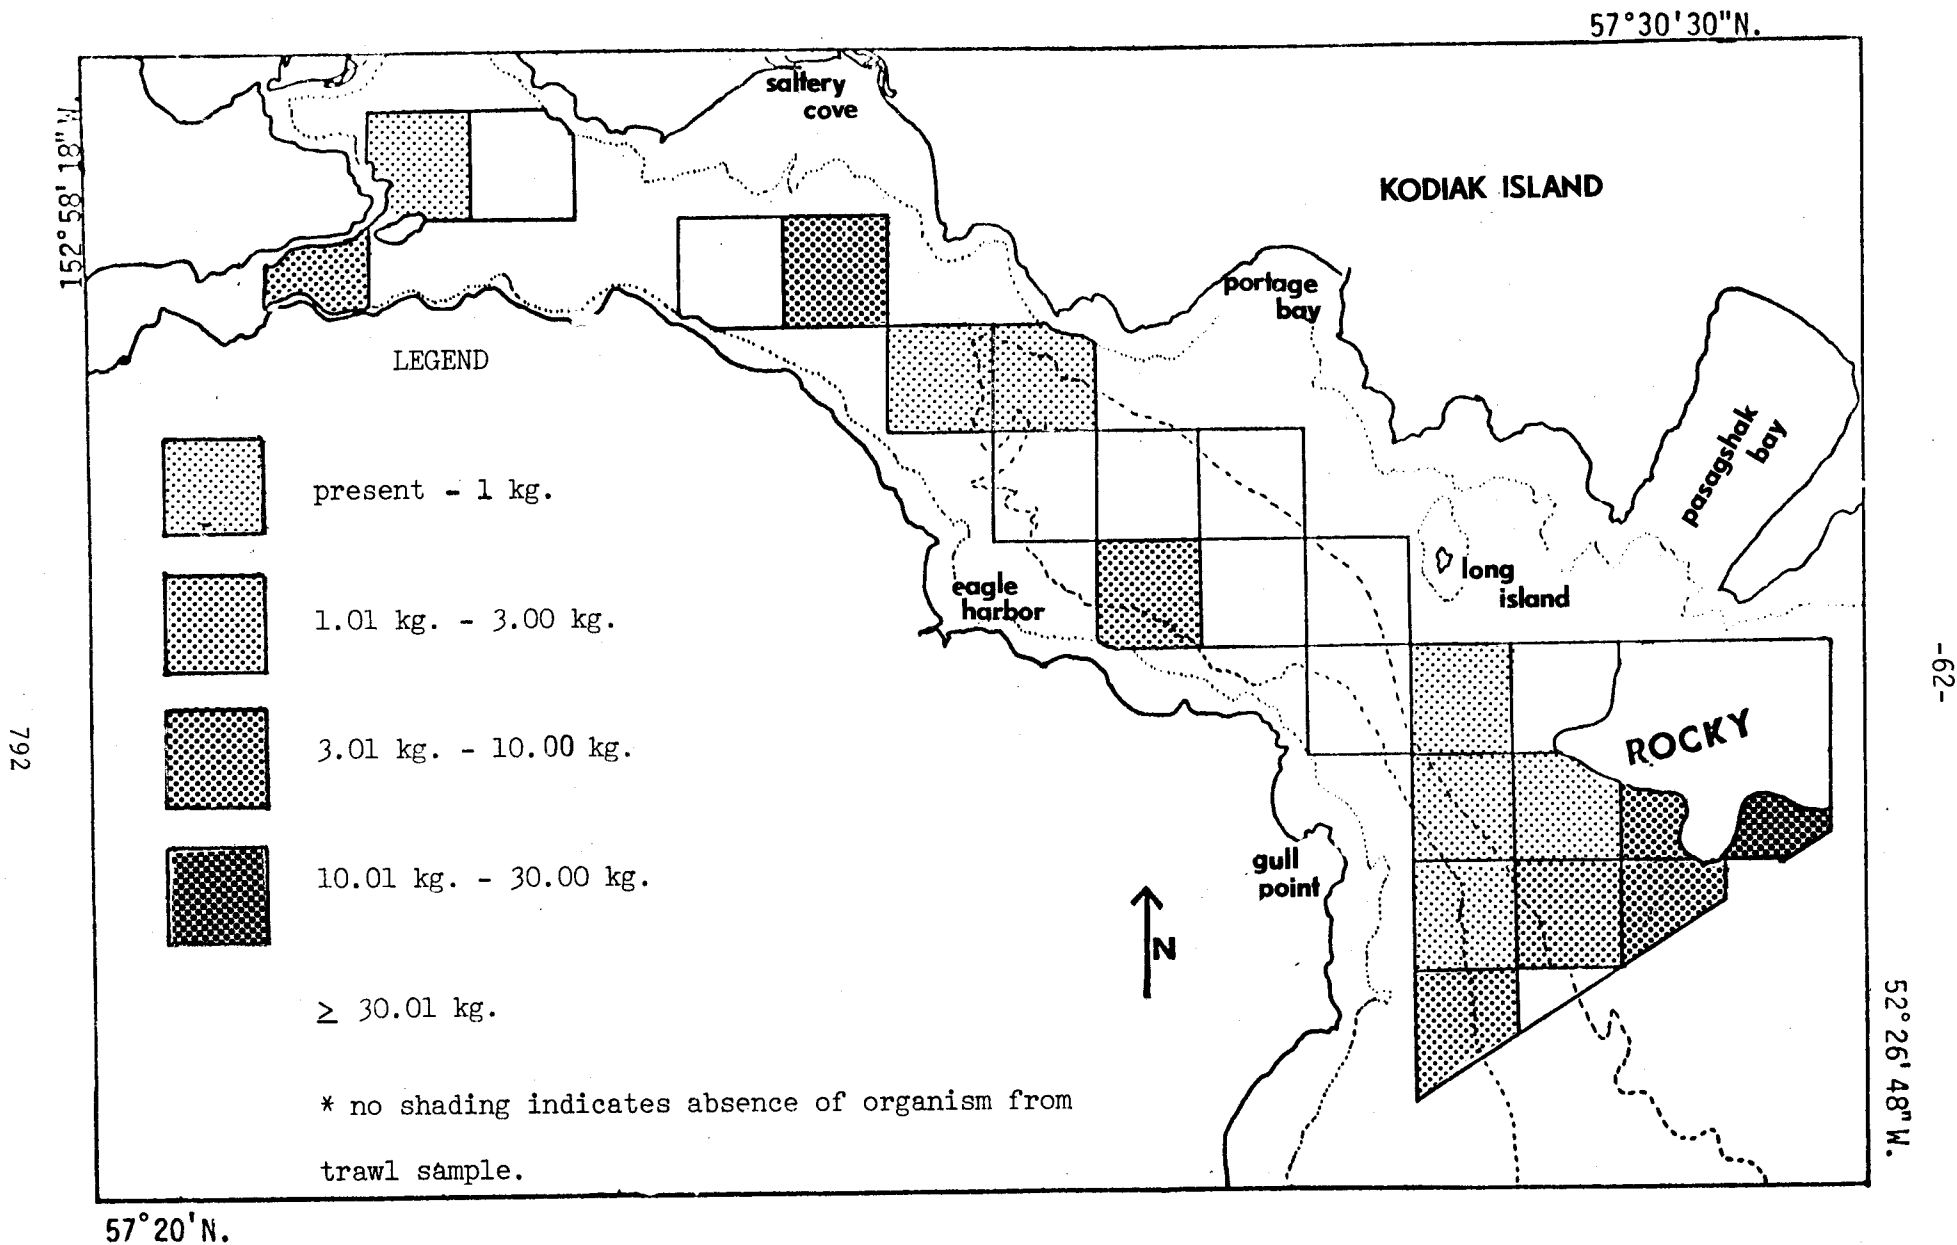 57°30'30"N.
saltery
cove
152°58'18"W.
KODIAK ISLAND
portage
bay
LEGEND
pasagshak
bay
present - 1 kg.
long
island
eagle
harbor
1.01 kg. - 3.00 kg.
-62-
ROCKY
3.01 kg. - 10.00 kg.
792
gull
point
10.01 kg. - 30.00 kg.
N
≥ 30.01 kg.
52°26'48"W.
* no shading indicates absence of organism from
trawl sample.
57°20'N.